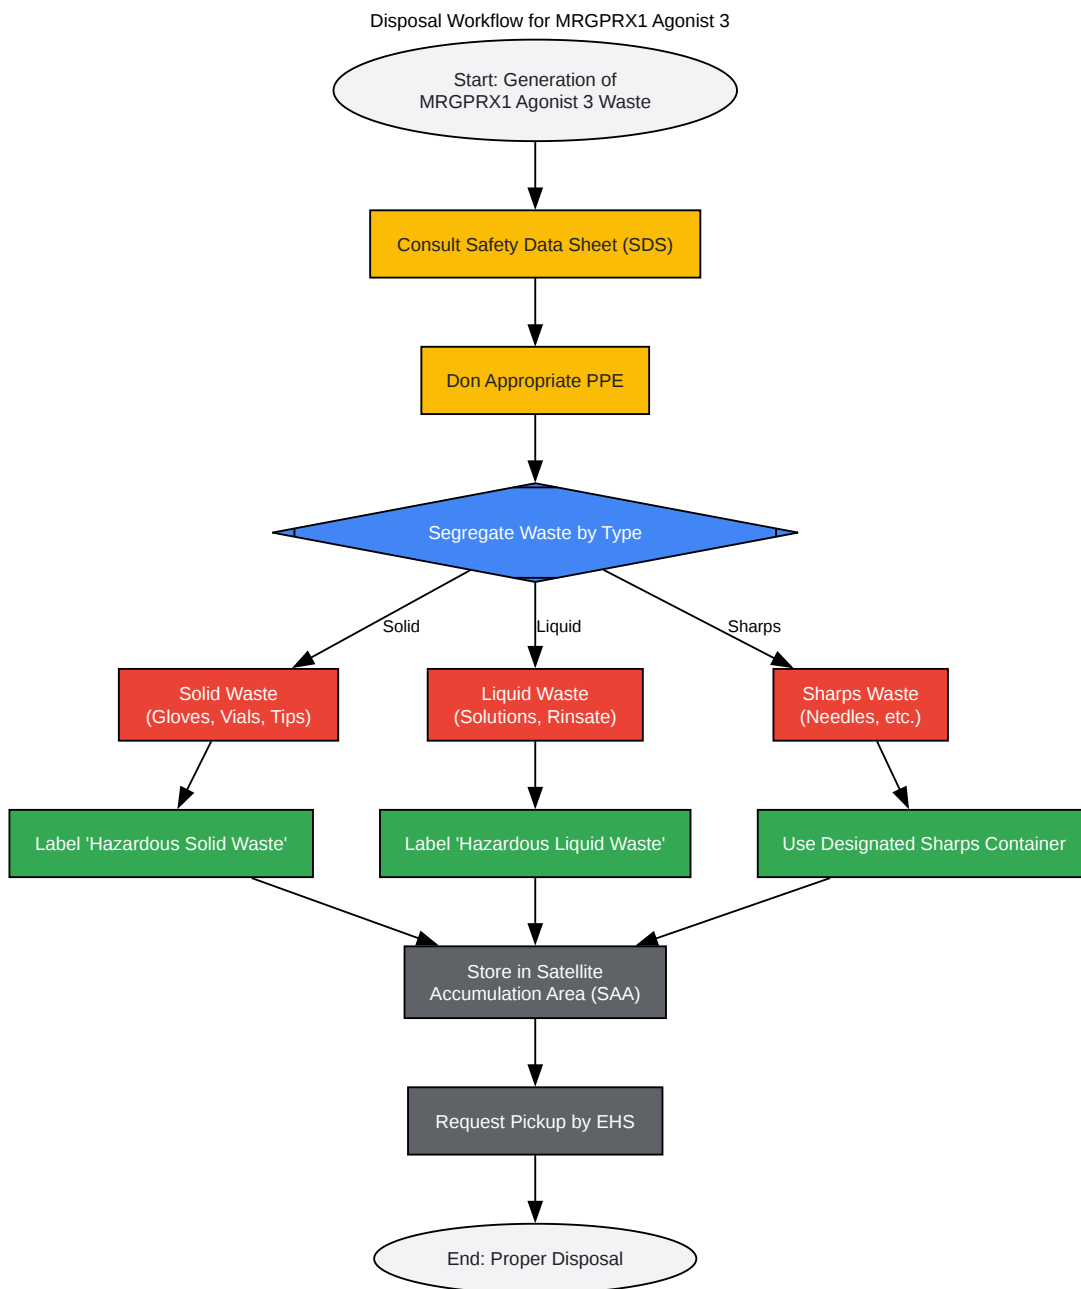 Disposal Workflow for MRGPRX1 Agonist 3
Start: Generation of
MRGPRX1 Agonist 3 Waste
Consult Safety Data Sheet (SDS)
Don Appropriate PPE
Segregate Waste by Type
Solid
Liquid
Sharps
Solid Waste
(Gloves, Vials, Tips)
Liquid Waste
(Solutions, Rinsate)
Sharps Waste
(Needles, etc.)
Label 'Hazardous Solid Waste'
Label 'Hazardous Liquid Waste'
Use Designated Sharps Container
Store in Satellite
Accumulation Area (SAA)
Request Pickup by EHS
End: Proper Disposal